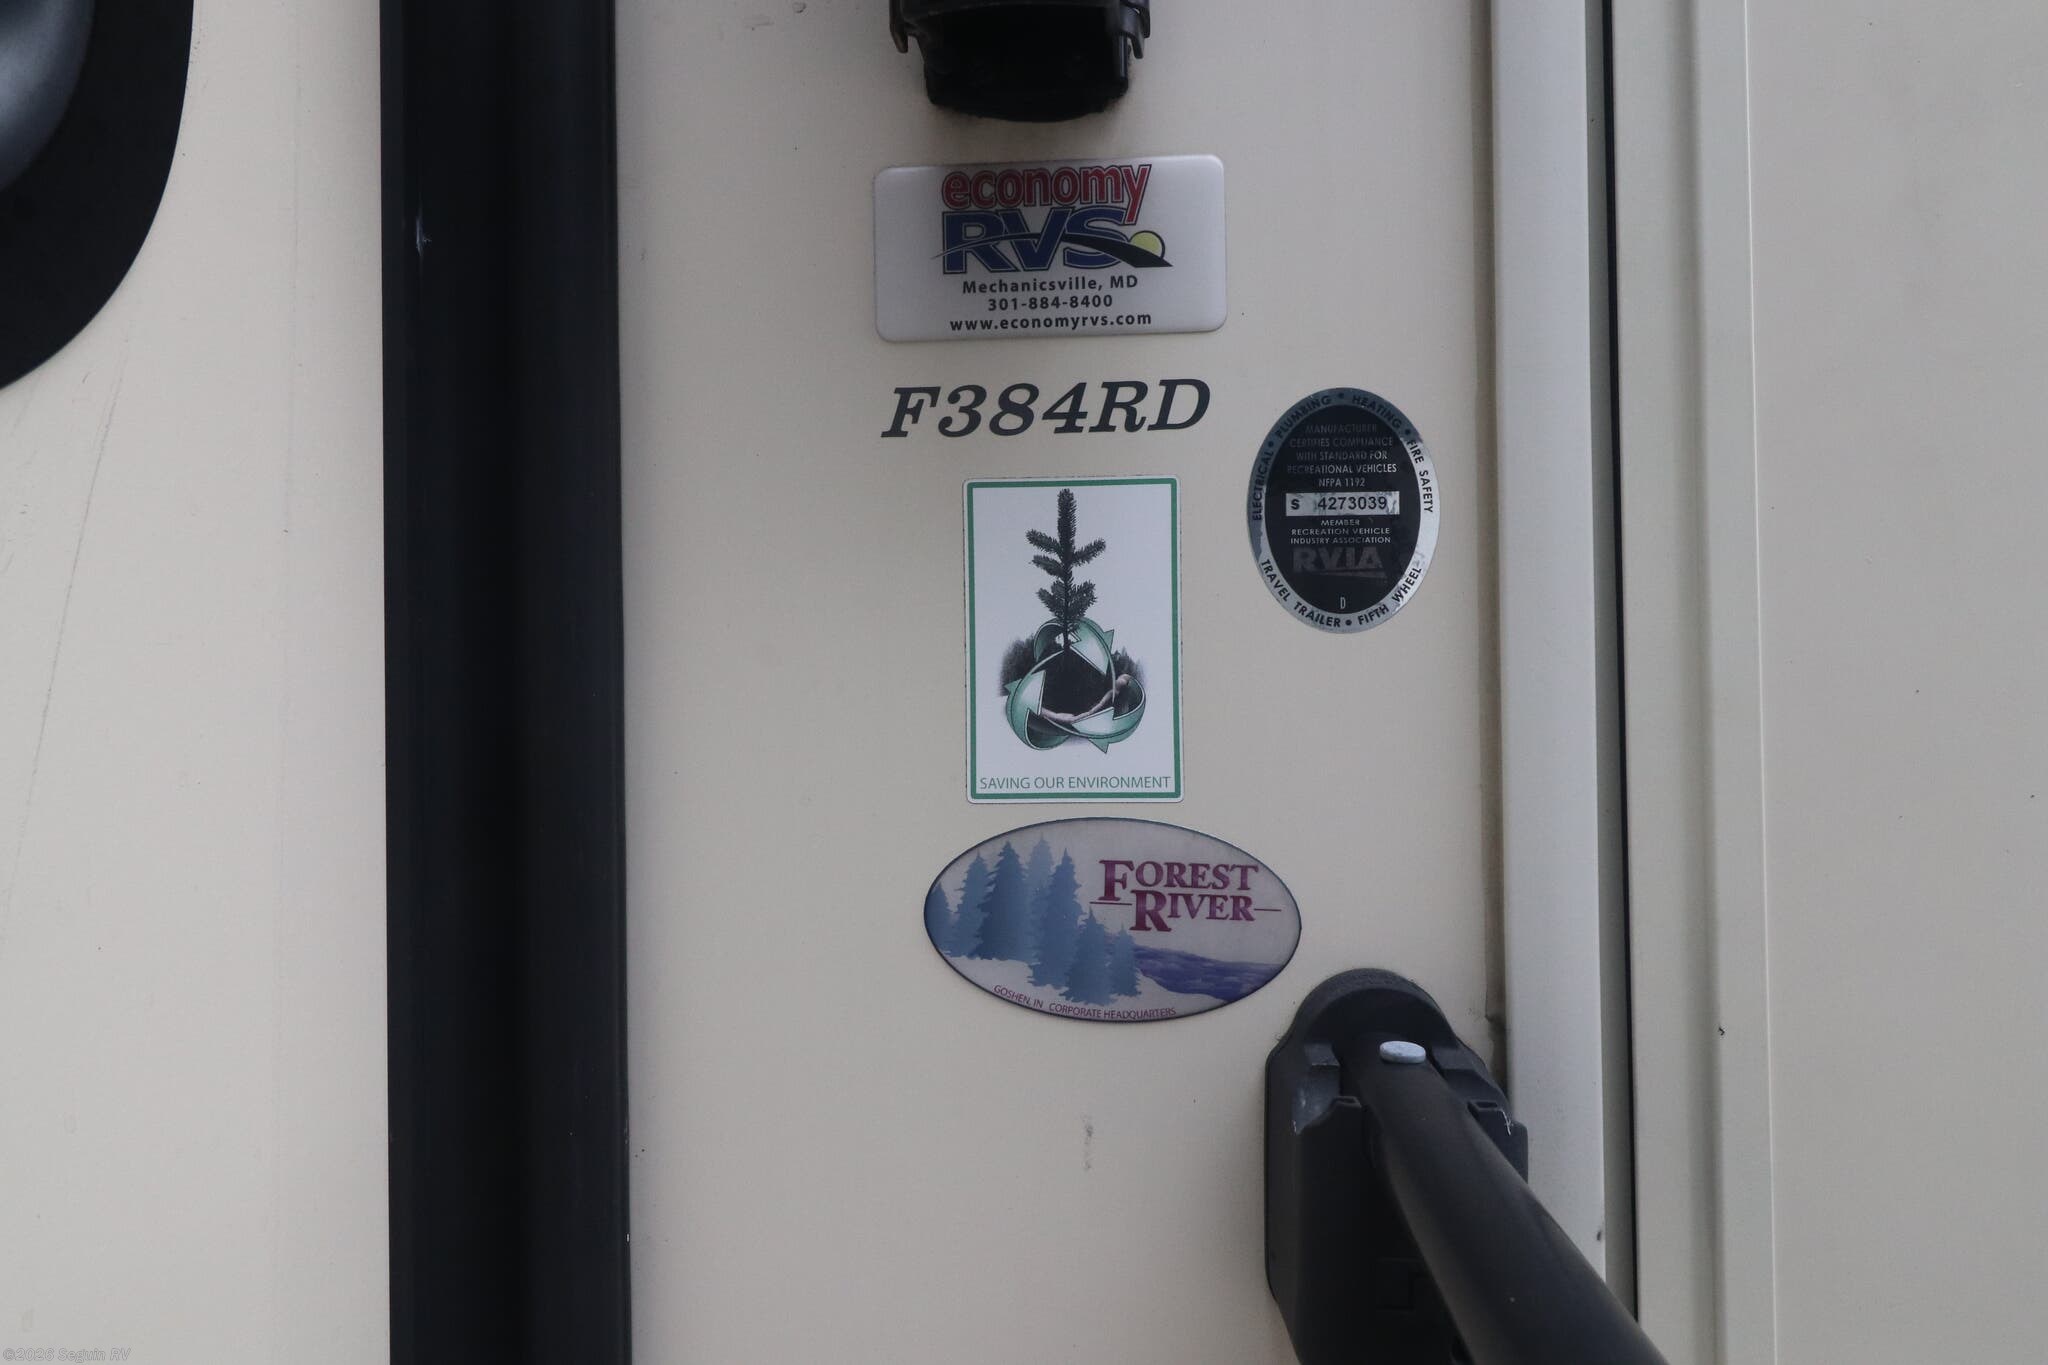 economy
RVS
Mechanicsville, MD
301-884-8400
www.economyrvs.com
F384RD
ELECTRICAL • PLUMBING • HEATING • FIRE SAFETY
MANUFACTURER
CERTIFIES COMPLIANCE
WITH STANDARD FOR
RECREATIONAL VEHICLES
NFPA 1192
S 4273039
MEMBER
RECREATION VEHICLE
INDUSTRY ASSOCIATION
RVIA
D
TRAVEL TRAILER • FIFTH WHEEL
SAVING OUR ENVIRONMENT
FOREST
RIVER
GOSHEN, IN CORPORATE HEADQUARTERS
©2026 Seguin RV